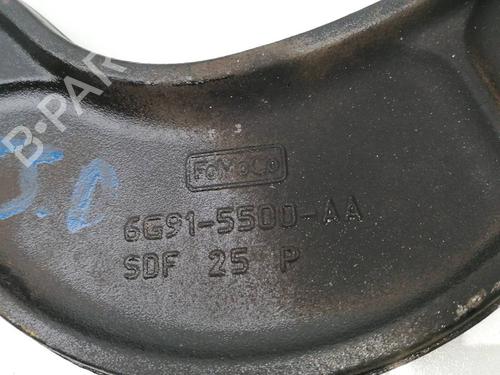 B-PAR
J.C
FoMoCo
6G91-5500-AA
SDF 25 P